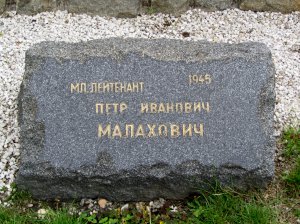 МЛ. ЛЕЙТЕНАНТ 1945
ПЕТР ИВАНОВИЧ
МАЛАХОВИЧ